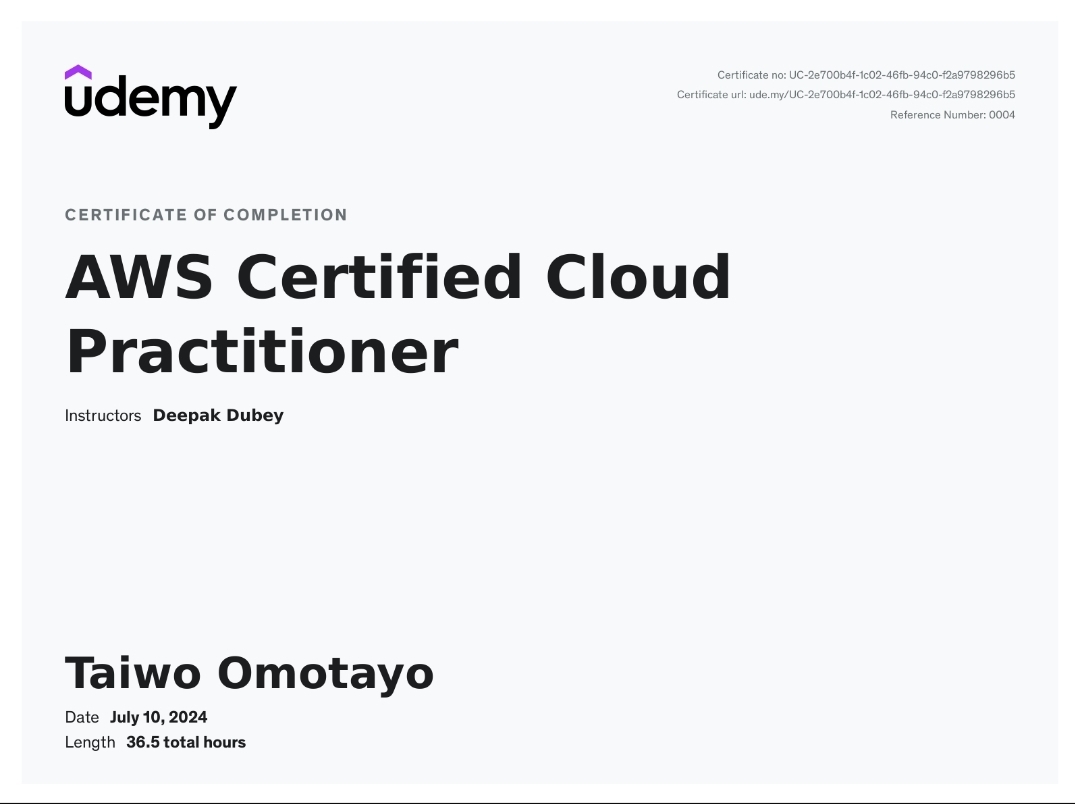 udemy
Certificate no: UC-2e700b4f-1c02-46fb-94c0-f2a9798296b5
Certificate url: ude.my/UC-2e700b4f-1c02-46fb-94c0-f2a9798296b5
Reference Number: 0004
CERTIFICATE OF COMPLETION
AWS Certified Cloud
Practitioner
Instructors Deepak Dubey
Taiwo Omotayo
Date July 10, 2024
Length 36.5 total hours